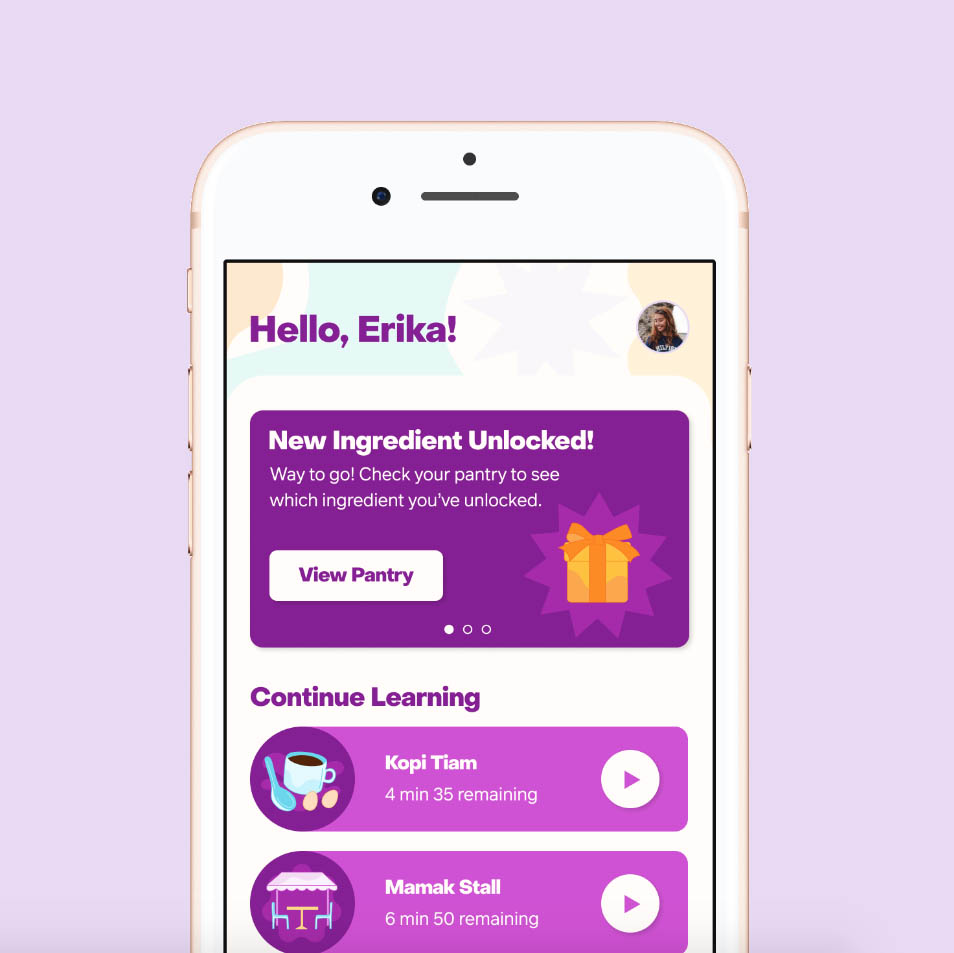 Hello, Erika!
HILFIG
New Ingredient Unlocked!
Way to go! Check your pantry to see
which ingredient you’ve unlocked.
View Pantry
Continue Learning
Kopi Tiam
4 min 35 remaining
Mamak Stall
6 min 50 remaining